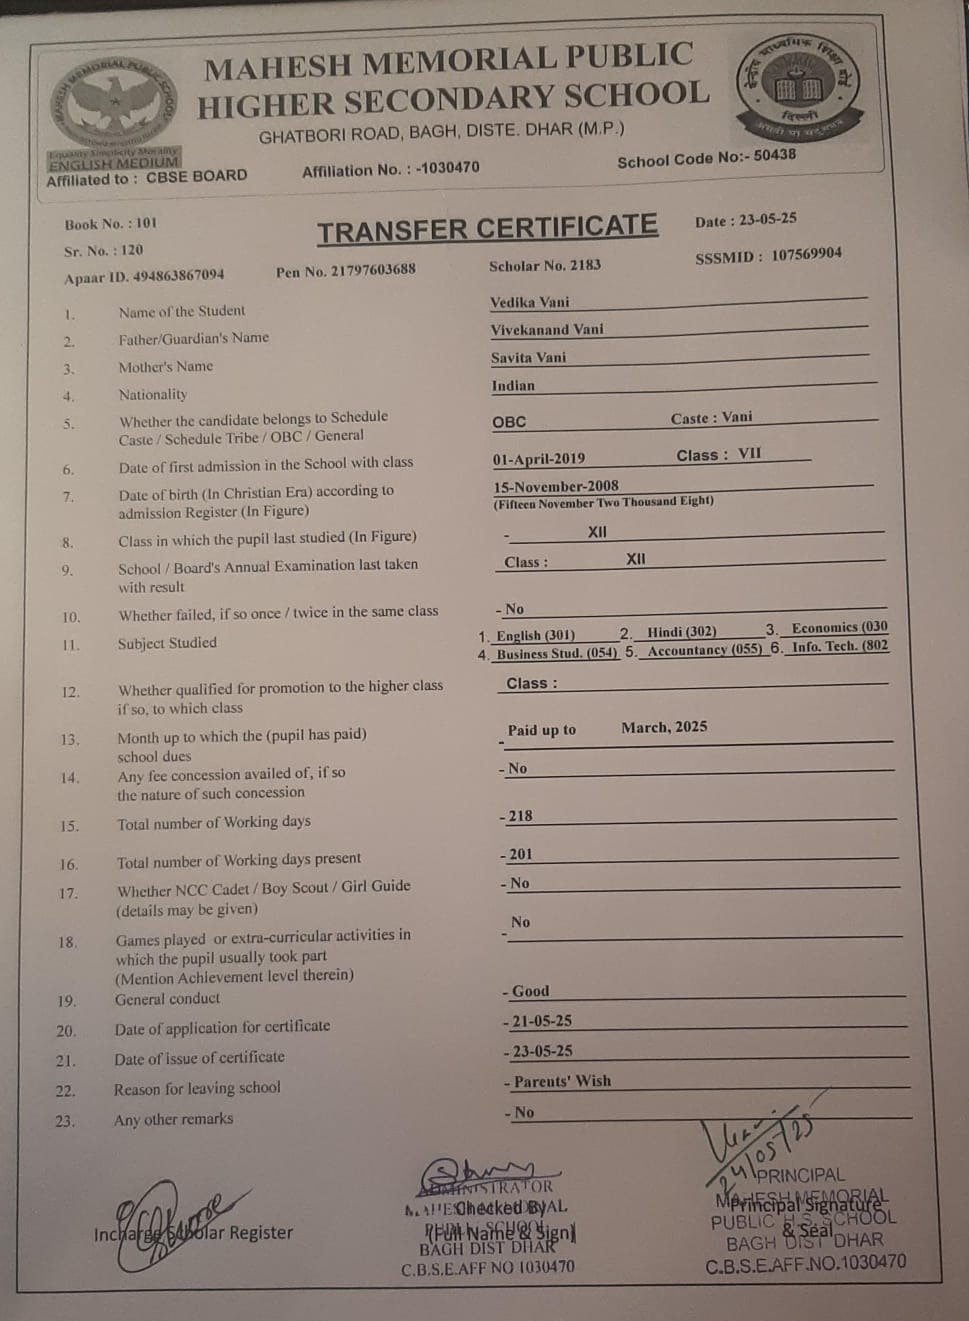 MAHESH MEMORIAL PUBLIC
HIGHER SECONDARY SCHOOL
GHATBORI ROAD, BAGH, DISTE. DHAR (M.P.)
MAHESH MEMORIAL PUBLIC SCHOOL
Equality Simplicity Morality
ENGLISH MEDIUM
केन्द्रीय माध्यमिक शिक्षा बोर्ड
दिल्ली
असतो मा सद्गमय
Affiliated to : CBSE BOARD Affiliation No. : -1030470 School Code No:- 50438
Book No. : 101 TRANSFER CERTIFICATE Date : 23-05-25
Sr. No. : 120
Apaar ID. 494863867094 Pen No. 21797603688 Scholar No. 2183 SSSMID : 107569904
1. Name of the Student Vedika Vani
2. Father/Guardian's Name Vivekanand Vani
3. Mother's Name Savita Vani
4. Nationality Indian
5. Whether the candidate belongs to Schedule OBC Caste : Vani
Caste / Schedule Tribe / OBC / General
6. Date of first admission in the School with class 01-April-2019 Class : VII
7. Date of birth (In Christian Era) according to 15-November-2008
admission Register (In Figure) (Fifteen November Two Thousand Eight)
8. Class in which the pupil last studied (In Figure) - XII
9. School / Board's Annual Examination last taken Class : XII
with result
10. Whether failed, if so once / twice in the same class - No
11. Subject Studied 1. English (301) 2. Hindi (302) 3. Economics (030
4. Business Stud. (054) 5. Accountancy (055) 6. Info. Tech. (802
12. Whether qualified for promotion to the higher class Class :
if so, to which class
13. Month up to which the (pupil has paid) - Paid up to March, 2025
school dues
14. Any fee concession availed of, if so - No
the nature of such concession
15. Total number of Working days - 218
16. Total number of Working days present - 201
17. Whether NCC Cadet / Boy Scout / Girl Guide - No
(details may be given)
18. Games played or extra-curricular activities in - No
which the pupil usually took part
(Mention Achievement level therein)
19. General conduct - Good
20. Date of application for certificate - 21-05-25
21. Date of issue of certificate - 23-05-25
22. Reason for leaving school - Parents' Wish
23. Any other remarks - No
24/05/25
Incharge Scholar Register
ADMINISTRATOR
Checked By
(Full Name & Sign)
BAGH DIST DHAR
C.B.S.E.AFF NO 1030470
PRINCIPAL
MAHESH MEMORIAL
Principal Signature
PUBLIC H.S. SCHOOL
& Seal
BAGH DIST DHAR
C.B.S.E.AFF.NO.1030470